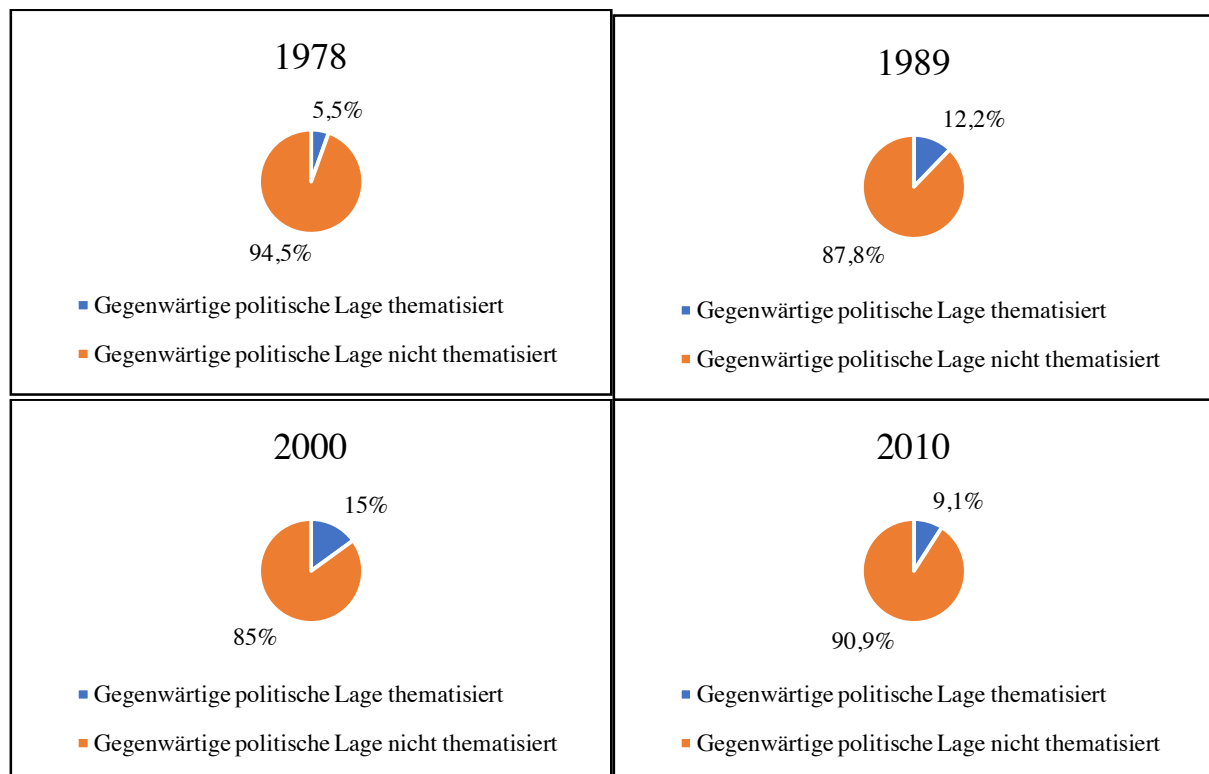 1978
5,5%
94,5%
Gegenwärtige politische Lage thematisiert
Gegenwärtige politische Lage nicht thematisiert
1989
12,2%
87,8%
Gegenwärtige politische Lage thematisiert
Gegenwärtige politische Lage nicht thematisiert
2000
15%
85%
Gegenwärtige politische Lage thematisiert
Gegenwärtige politische Lage nicht thematisiert
2010
9,1%
90,9%
Gegenwärtige politische Lage thematisiert
Gegenwärtige politische Lage nicht thematisiert